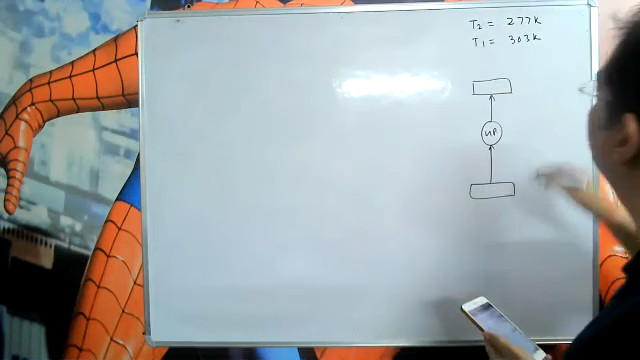 T2 = 277K
T1 = 303K
HP